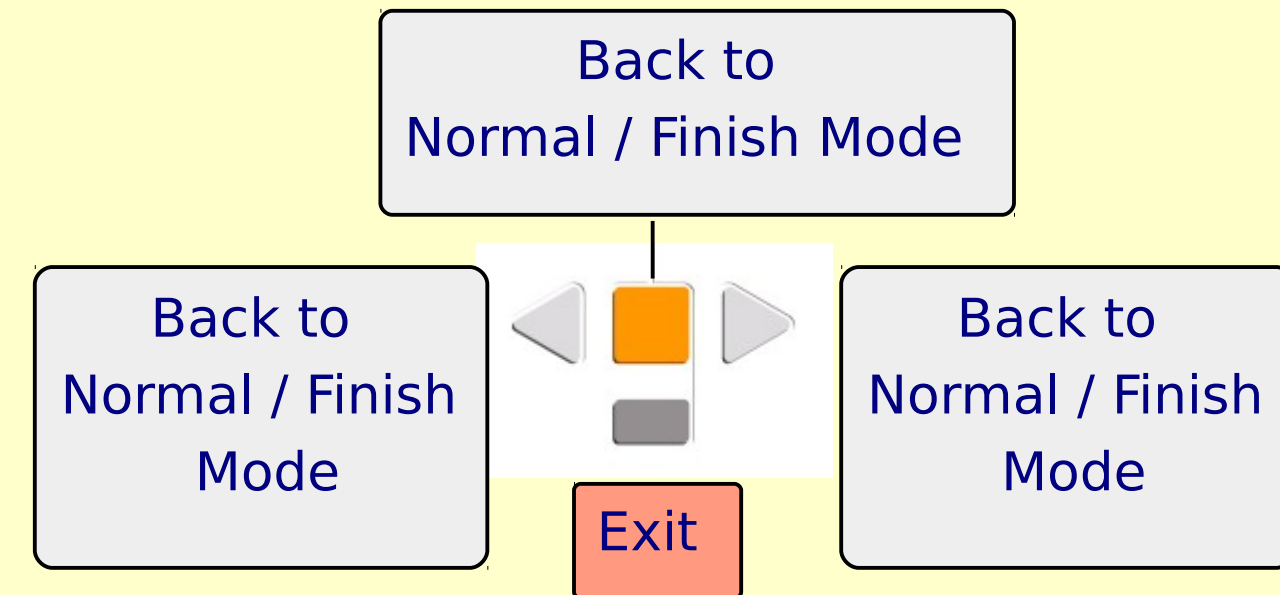 Back to
Normal / Finish Mode
Back to
Normal / Finish
Mode
Back to
Normal / Finish
Mode
Exit